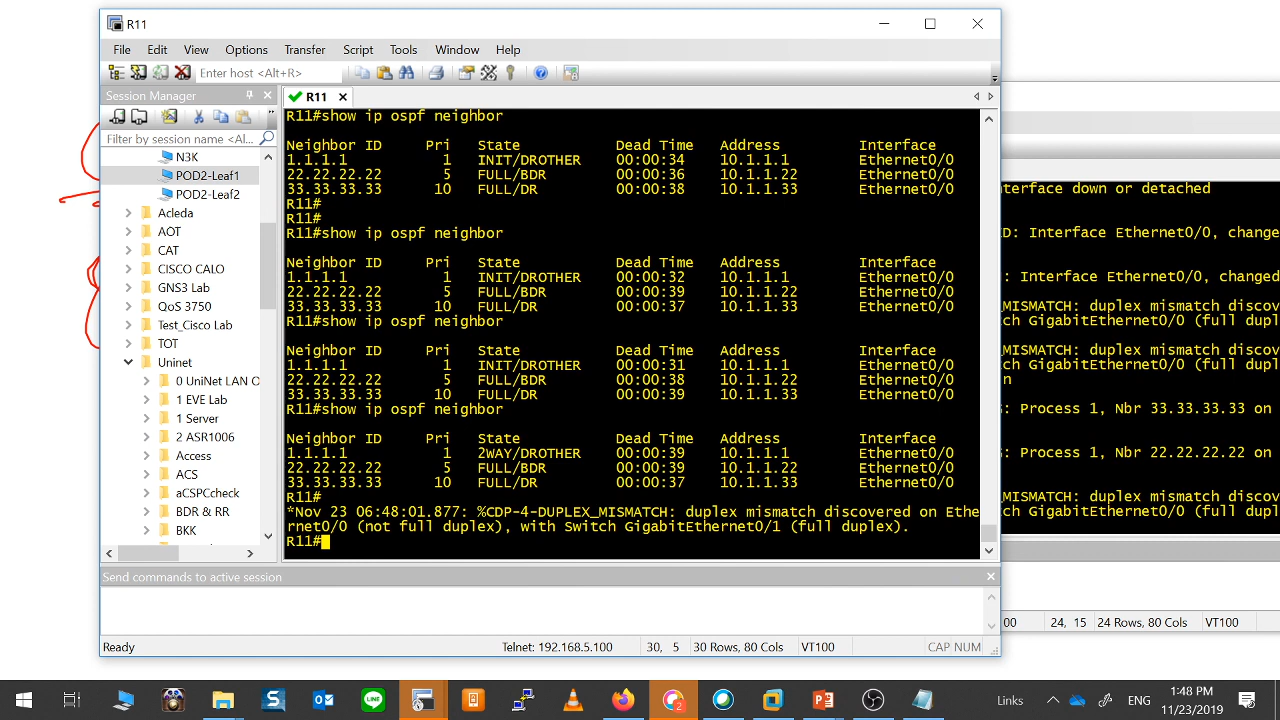 R11
File Edit View Options Transfer Script Tools Window Help
Enter host <Alt+R>
Session Manager
R11
Filter by session name <Al...
N3K
POD2-Leaf1
POD2-Leaf2
Acleda
AOT
CAT
CISCO CALO
GNS3 Lab
QoS 3750
Test_Cisco Lab
TOT
Uninet
0 UniNet LAN O
1 EVE Lab
1 Server
2 ASR1006
Access
ACS
aCSPCcheck
BDR & RR
BKK
R11#show ip ospf neighbor
Neighbor ID Pri State Dead Time Address Interface
1.1.1.1 1 INIT/DROTHER 00:00:34 10.1.1.1 Ethernet0/0
22.22.22.22 5 FULL/BDR 00:00:36 10.1.1.22 Ethernet0/0
33.33.33.33 10 FULL/DR 00:00:38 10.1.1.33 Ethernet0/0
R11#
R11#
R11#show ip ospf neighbor
Neighbor ID Pri State Dead Time Address Interface
1.1.1.1 1 INIT/DROTHER 00:00:32 10.1.1.1 Ethernet0/0
22.22.22.22 5 FULL/BDR 00:00:39 10.1.1.22 Ethernet0/0
33.33.33.33 10 FULL/DR 00:00:37 10.1.1.33 Ethernet0/0
R11#show ip ospf neighbor
Neighbor ID Pri State Dead Time Address Interface
1.1.1.1 1 INIT/DROTHER 00:00:31 10.1.1.1 Ethernet0/0
22.22.22.22 5 FULL/BDR 00:00:38 10.1.1.22 Ethernet0/0
33.33.33.33 10 FULL/DR 00:00:39 10.1.1.33 Ethernet0/0
R11#show ip ospf neighbor
Neighbor ID Pri State Dead Time Address Interface
1.1.1.1 1 2WAY/DROTHER 00:00:39 10.1.1.1 Ethernet0/0
22.22.22.22 5 FULL/BDR 00:00:39 10.1.1.22 Ethernet0/0
33.33.33.33 10 FULL/DR 00:00:37 10.1.1.33 Ethernet0/0
R11#
*Nov 23 06:48:01.877: %CDP-4-DUPLEX_MISMATCH: duplex mismatch discovered on Ethe
rnet0/0 (not full duplex), with Switch GigabitEthernet0/1 (full duplex).
R11#
nterface down or detached
ID: Interface Ethernet0/0, change
: Interface Ethernet0/0, changed
_MISMATCH: duplex mismatch discov
ch GigabitEthernet0/0 (full dupl
_MISMATCH: duplex mismatch discov
ch GigabitEthernet0/0 (full dupl
n
: Process 1, Nbr 33.33.33.33 on
: Process 1, Nbr 22.22.22.22 on
_MISMATCH: duplex mismatch discov
ch GigabitEthernet0/0 (full dupl
Send commands to active session
Ready Telnet: 192.168.5.100 30, 5 30 Rows, 80 Cols VT100 CAP NUM
00 24, 15 24 Rows, 80 Cols VT100
2
Links ENG 1:48 PM
11/23/2019